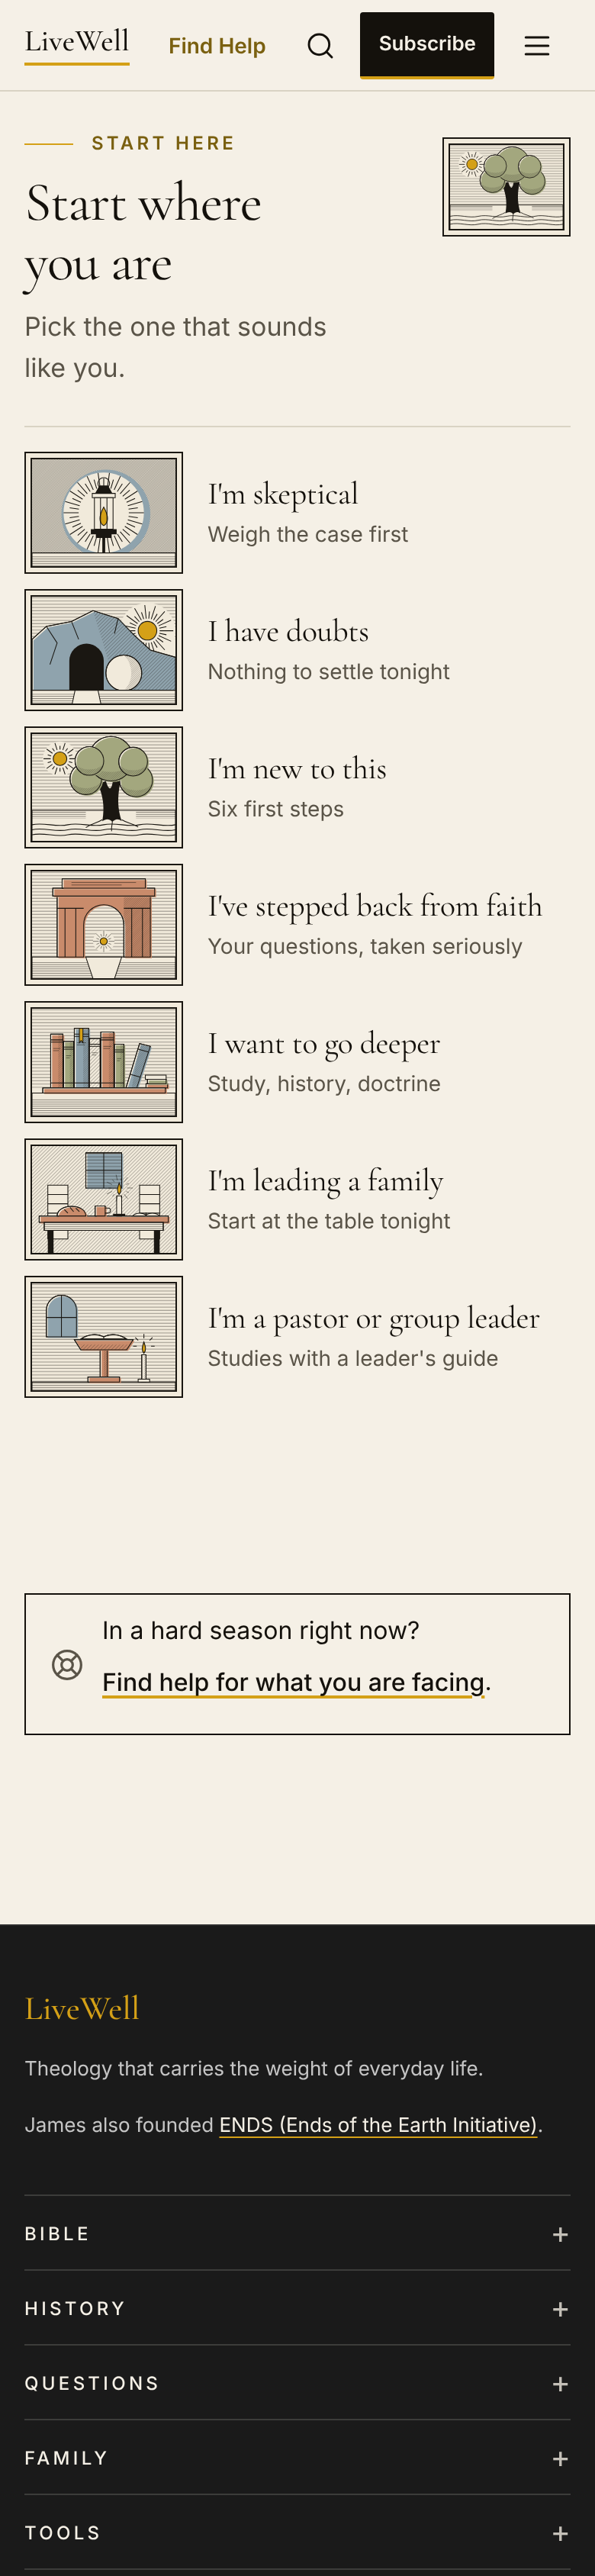 LiveWell
Find Help
Subscribe
START HERE
Start where
you are
Pick the one that sounds
like you.
I'm skeptical
Weigh the case first
I have doubts
Nothing to settle tonight
I'm new to this
Six first steps
I've stepped back from faith
Your questions, taken seriously
I want to go deeper
Study, history, doctrine
I'm leading a family
Start at the table tonight
I'm a pastor or group leader
Studies with a leader's guide
In a hard season right now?
Find help for what you are facing.
LiveWell
Theology that carries the weight of everyday life.
James also founded ENDS (Ends of the Earth Initiative).
BIBLE
HISTORY
QUESTIONS
FAMILY
TOOLS